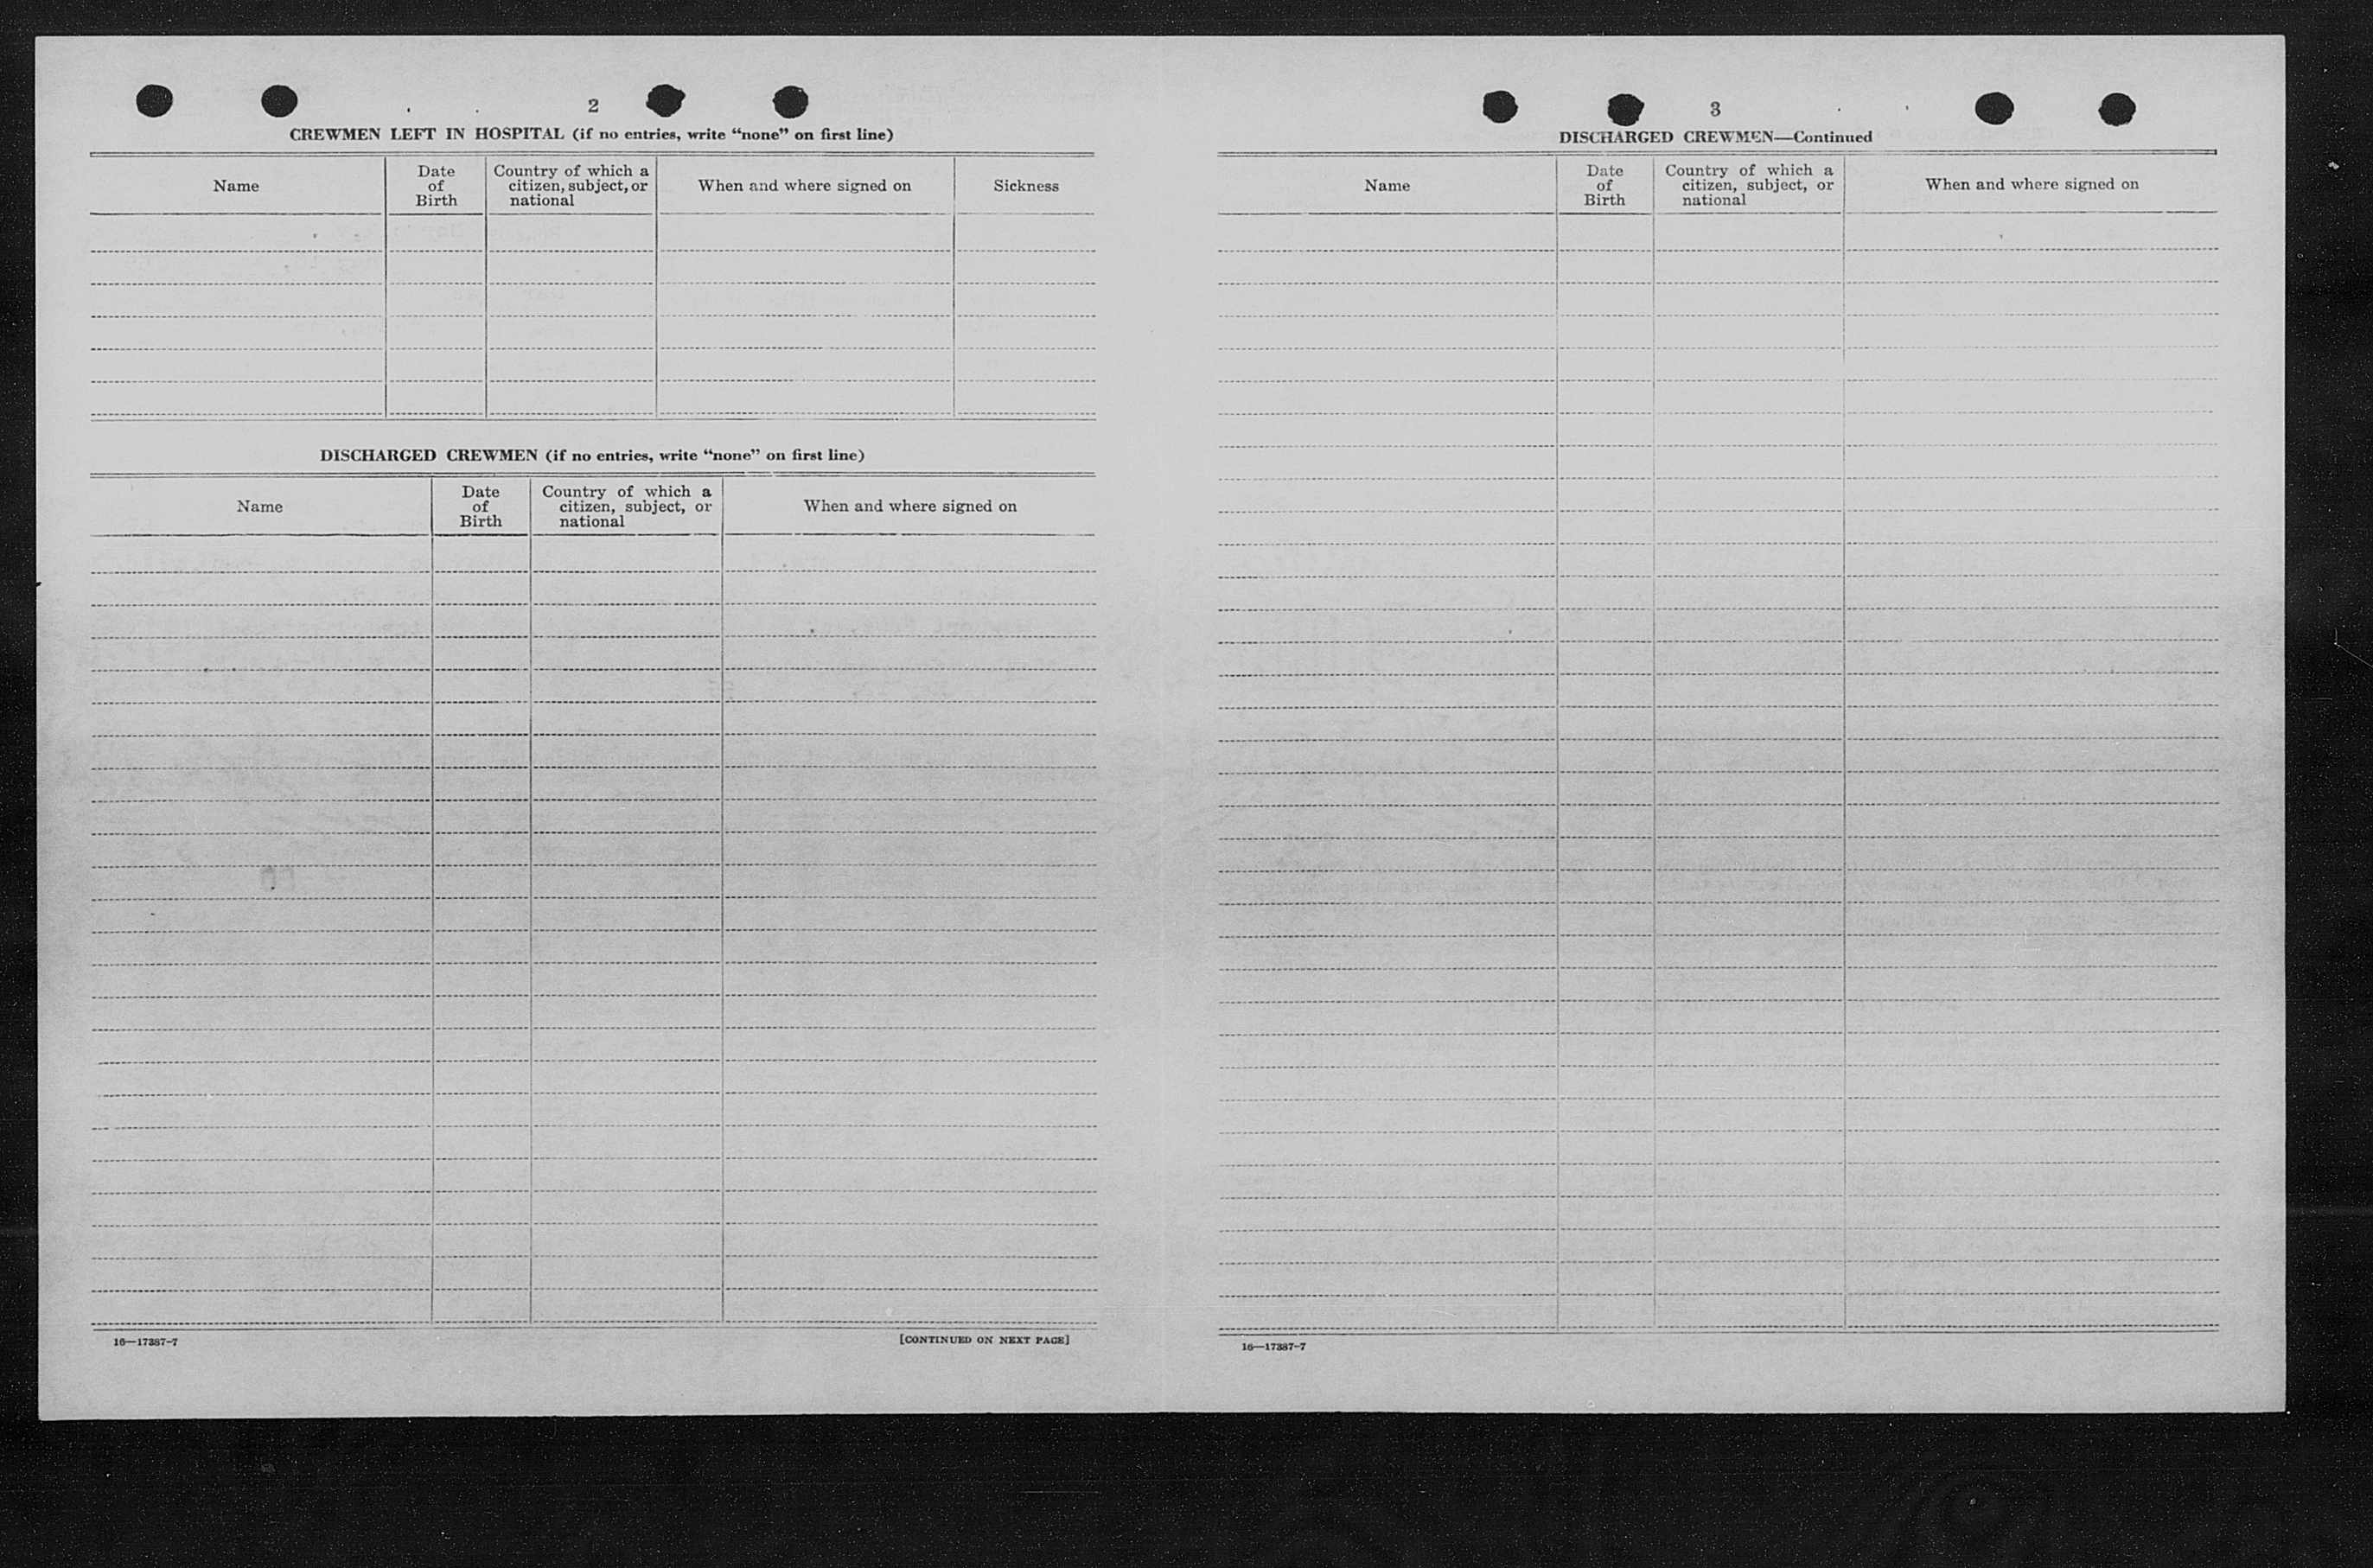 2
CREWMEN LEFT IN HOSPITAL (if no entries, write “none” on first line)
Name
Date
of
Birth
Country of which a
citizen, subject, or
national
When and where signed on
Sickness
DISCHARGED CREWMEN (if no entries, write “none” on first line)
Name
Date
of
Birth
Country of which a
citizen, subject, or
national
When and where signed on
16—17387-7
[CONTINUED ON NEXT PAGE]
3
DISCHARGED CREWMEN—Continued
Name
Date
of
Birth
Country of which a
citizen, subject, or
national
When and where signed on
16—17387-7